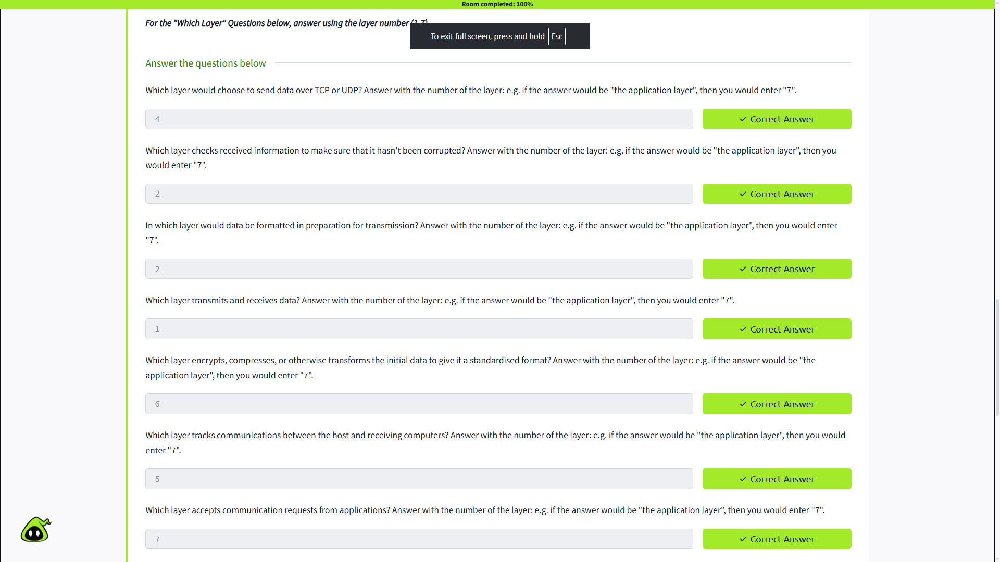 Room completed: 100%
For the "Which Layer" Questions below, answer using the layer number (1-7)
To exit full screen, press and hold Esc
Answer the questions below
Which layer would choose to send data over TCP or UDP? Answer with the number of the layer: e.g. if the answer would be "the application layer", then you would enter "7".
4
✓ Correct Answer
Which layer checks received information to make sure that it hasn't been corrupted? Answer with the number of the layer: e.g. if the answer would be "the application layer", then you
would enter "7".
2
✓ Correct Answer
In which layer would data be formatted in preparation for transmission? Answer with the number of the layer: e.g. if the answer would be "the application layer", then you would enter
"7".
2
✓ Correct Answer
Which layer transmits and receives data? Answer with the number of the layer: e.g. if the answer would be "the application layer", then you would enter "7".
1
✓ Correct Answer
Which layer encrypts, compresses, or otherwise transforms the initial data to give it a standardised format? Answer with the number of the layer: e.g. if the answer would be "the
application layer", then you would enter "7".
6
✓ Correct Answer
Which layer tracks communications between the host and receiving computers? Answer with the number of the layer: e.g. if the answer would be "the application layer", then you would
enter "7".
5
✓ Correct Answer
Which layer accepts communication requests from applications? Answer with the number of the layer: e.g. if the answer would be "the application layer", then you would enter "7".
7
✓ Correct Answer